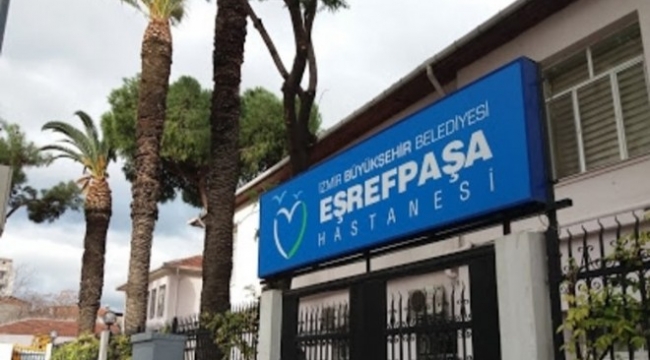 İZMİR BÜYÜKŞEHİR BELEDİYESİ
EŞREFPAŞA
HASTANESİ